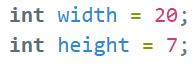 int width = 20;
int height = 7;